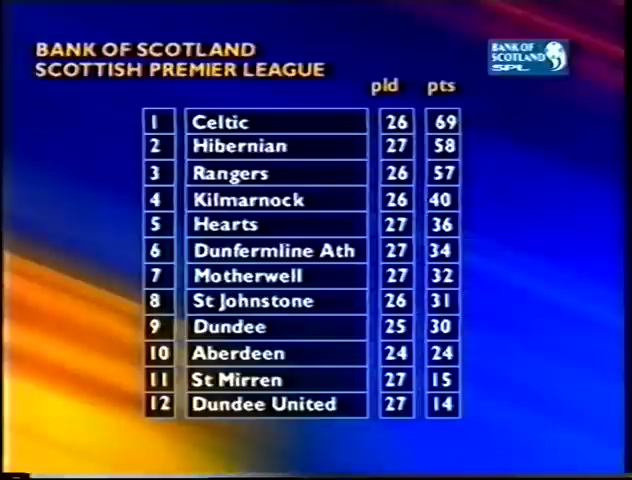 BANK OF SCOTLAND
SCOTTISH PREMIER LEAGUE
BANK OF
SCOTLAND
SPL
pld pts
1 Celtic 26 69
2 Hibernian 27 58
3 Rangers 26 57
4 Kilmarnock 26 40
5 Hearts 27 36
6 Dunfermline Ath 27 34
7 Motherwell 27 32
8 St Johnstone 26 31
9 Dundee 25 30
10 Aberdeen 24 24
11 St Mirren 27 15
12 Dundee United 27 14